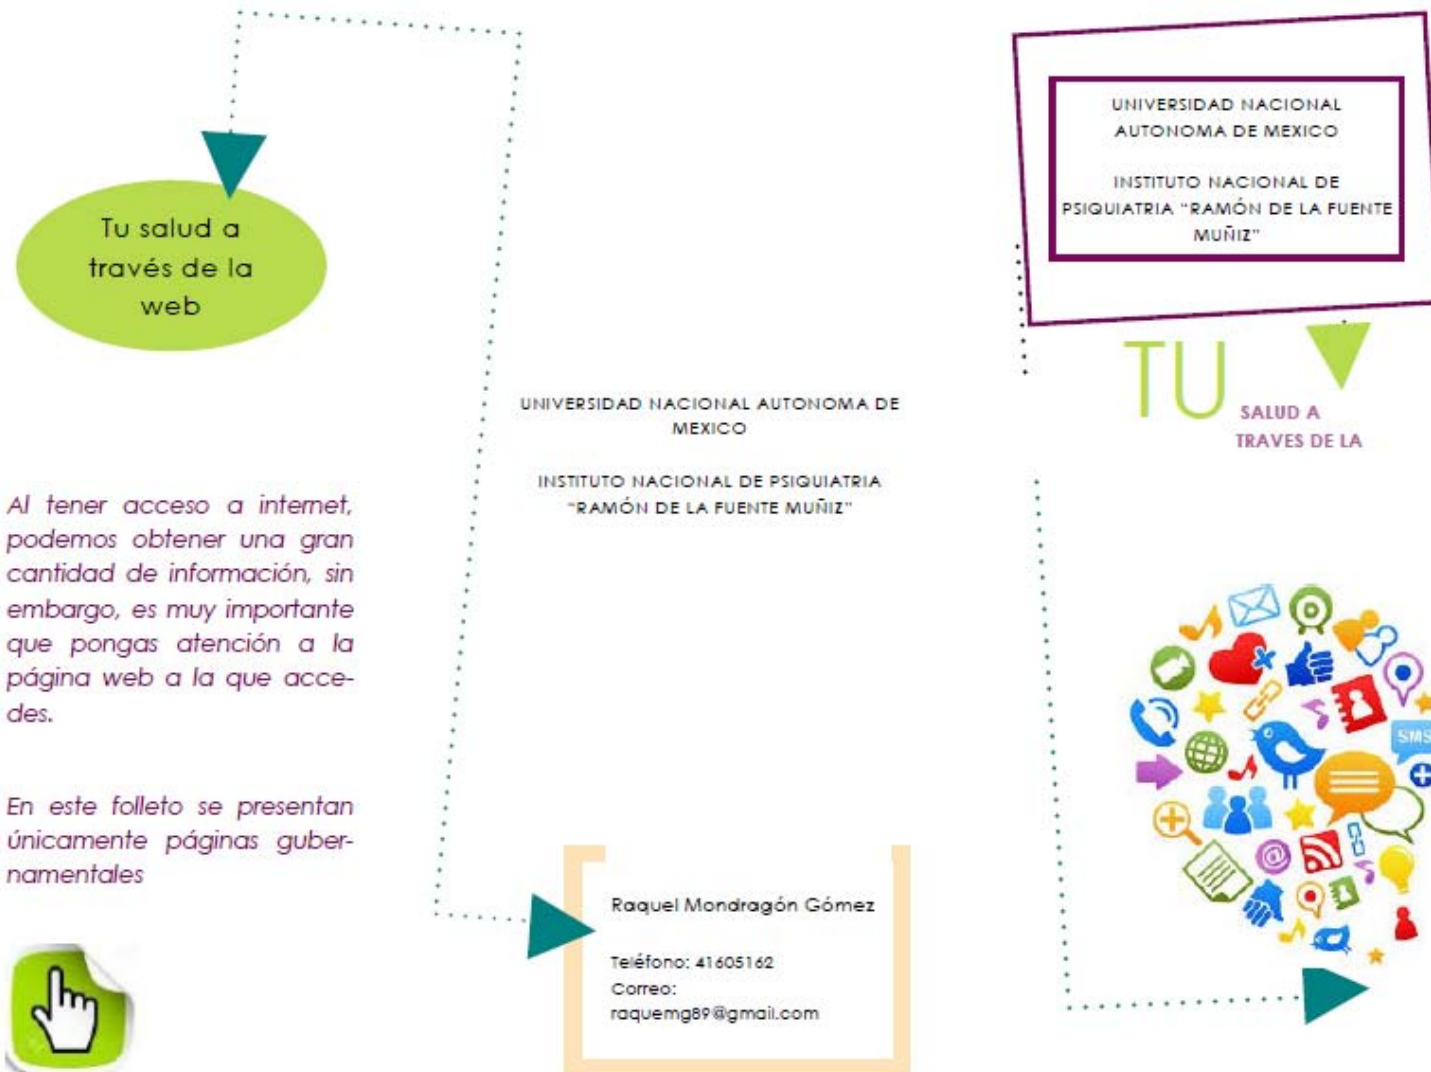 Tu salud a
través de la
web
Al tener acceso a internet,
podemos obtener una gran
cantidad de información, sin
embargo, es muy importante
que pongas atención a la
página web a la que acce-
des.
En este folleto se presentan
únicamente páginas guber-
namentales
UNIVERSIDAD NACIONAL AUTONOMA DE
MEXICO
INSTITUTO NACIONAL DE PSIQUIATRIA
“RAMÓN DE LA FUENTE MUÑIZ”
Raquel Mondragón Gómez
Teléfono: 41605162
Correo:
raquemg89@gmail.com
UNIVERSIDAD NACIONAL
AUTONOMA DE MEXICO
INSTITUTO NACIONAL DE
PSIQUIATRIA “RAMÓN DE LA FUENTE
MUÑIZ”
TU
SALUD A
TRAVES DE LA
SMS
@